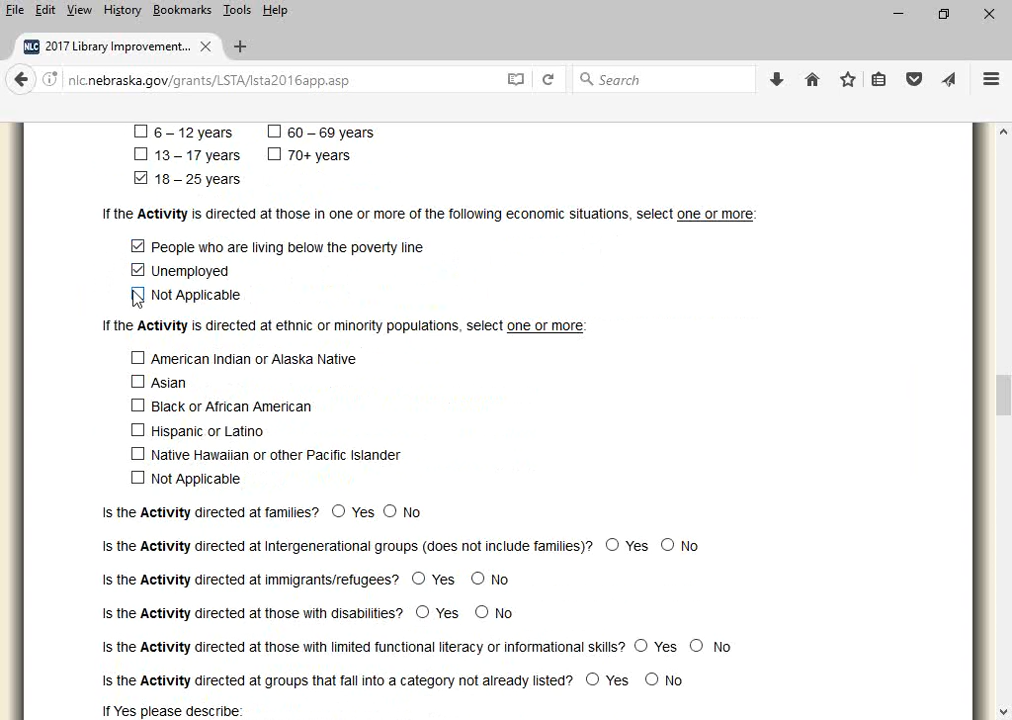 File Edit View History Bookmarks Tools Help
NLC 2017 Library Improvement...
nlc.nebraska.gov/grants/LSTA/lsta2016app.asp Search
6 – 12 years 60 – 69 years
13 – 17 years 70+ years
18 – 25 years
If the Activity is directed at those in one or more of the following economic situations, select one or more:
People who are living below the poverty line
Unemployed
Not Applicable
If the Activity is directed at ethnic or minority populations, select one or more:
American Indian or Alaska Native
Asian
Black or African American
Hispanic or Latino
Native Hawaiian or other Pacific Islander
Not Applicable
Is the Activity directed at families? Yes No
Is the Activity directed at Intergenerational groups (does not include families)? Yes No
Is the Activity directed at immigrants/refugees? Yes No
Is the Activity directed at those with disabilities? Yes No
Is the Activity directed at those with limited functional literacy or informational skills? Yes No
Is the Activity directed at groups that fall into a category not already listed? Yes No
If Yes please describe: